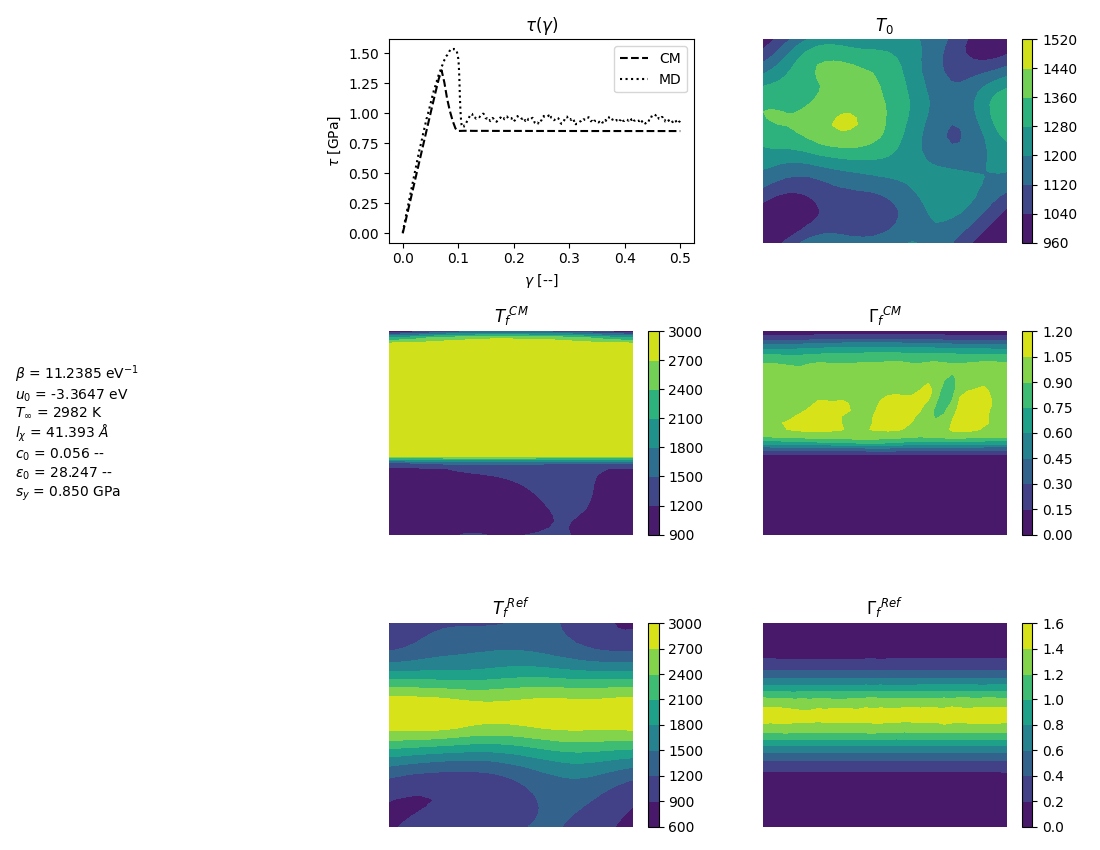 τ(γ)
τ [GPa]
1.50
1.25
1.00
0.75
0.50
0.25
0.00
CM
MD
0.0 0.1 0.2 0.3 0.4 0.5
γ [--]
T₀
1520
1440
1360
1280
1200
1120
1040
960
β = 11.2385 eV⁻¹
u₀ = -3.3647 eV
T∞ = 2982 K
lᵪ = 41.393 Å
c₀ = 0.056 --
ε₀ = 28.247 --
s_y = 0.850 GPa
T_f^CM
3000
2700
2400
2100
1800
1500
1200
900
Γ_f^CM
1.20
1.05
0.90
0.75
0.60
0.45
0.30
0.15
0.00
T_f^Ref
3000
2700
2400
2100
1800
1500
1200
900
600
Γ_f^Ref
1.6
1.4
1.2
1.0
0.8
0.6
0.4
0.2
0.0